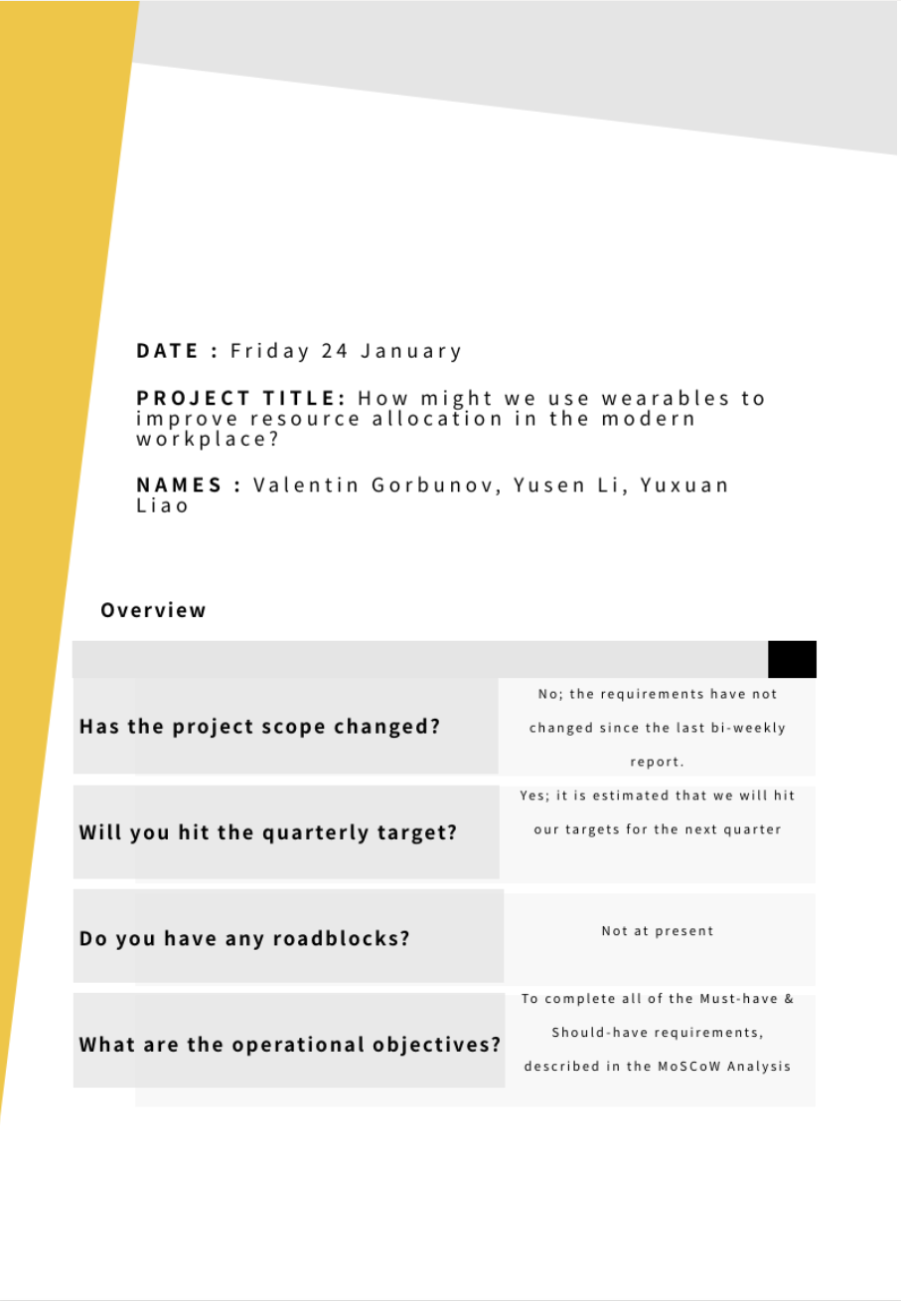 DATE : Friday 24 January
PROJECT TITLE: How might we use wearables to
improve resource allocation in the modern
workplace?
NAMES : Valentin Gorbunov, Yusen Li, Yuxuan
Liao
Overview
Has the project scope changed?
No; the requirements have not
changed since the last bi-weekly
report.
Will you hit the quarterly target?
Yes; it is estimated that we will hit
our targets for the next quarter
Do you have any roadblocks?
Not at present
What are the operational objectives?
To complete all of the Must-have &
Should-have requirements,
described in the MoSCoW Analysis